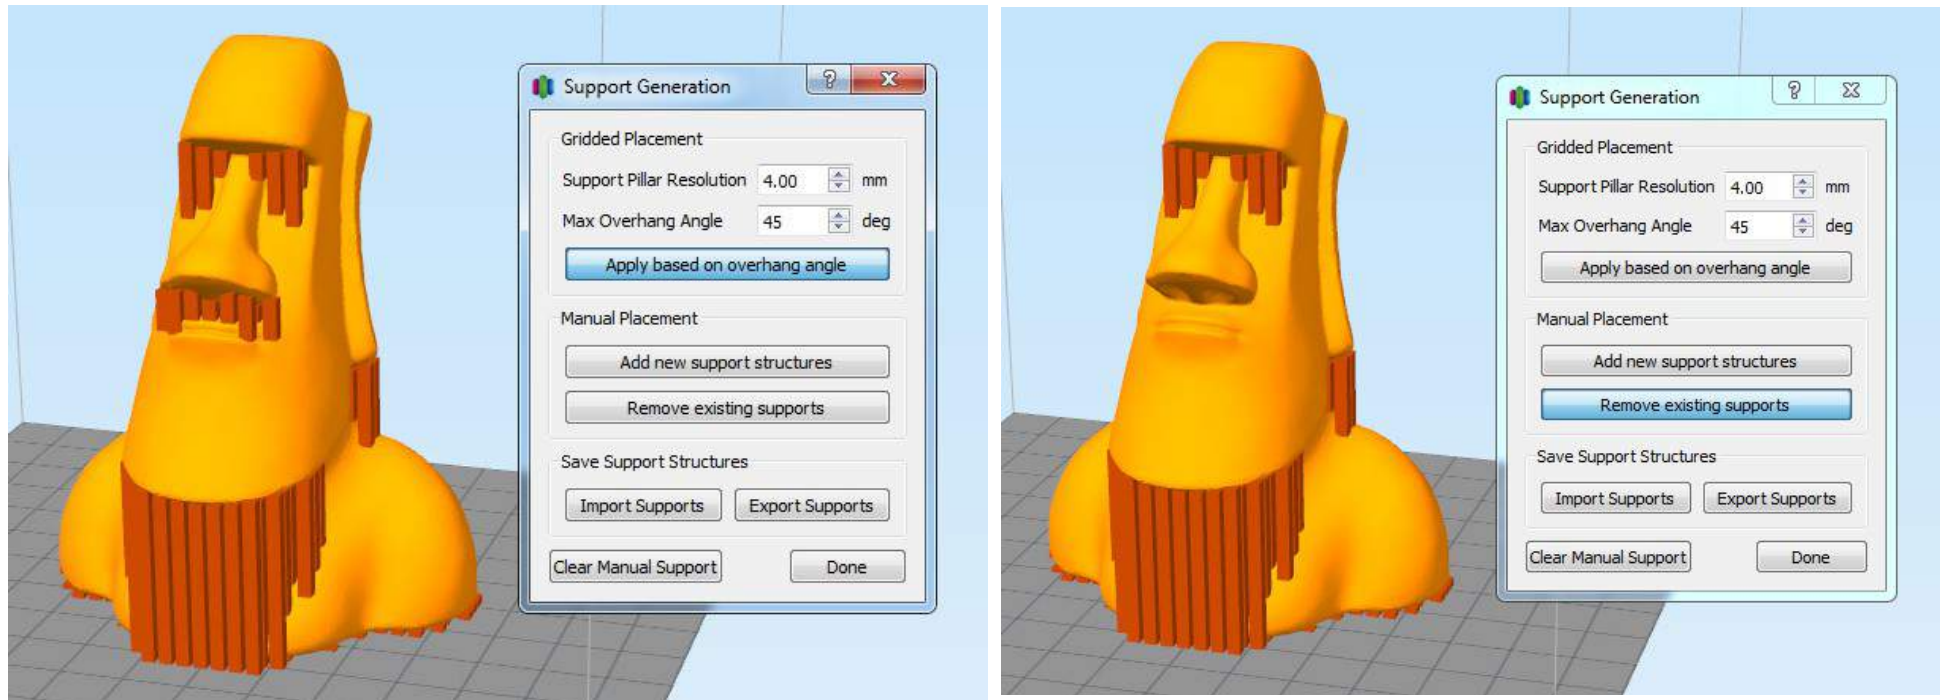 Support Generation
Gridded Placement
Support Pillar Resolution 4.00 mm
Max Overhang Angle 45 deg
Apply based on overhang angle
Manual Placement
Add new support structures
Remove existing supports
Save Support Structures
Import Supports Export Supports
Clear Manual Support Done
Support Generation
Gridded Placement
Support Pillar Resolution 4.00 mm
Max Overhang Angle 45 deg
Apply based on overhang angle
Manual Placement
Add new support structures
Remove existing supports
Save Support Structures
Import Supports Export Supports
Clear Manual Support Done